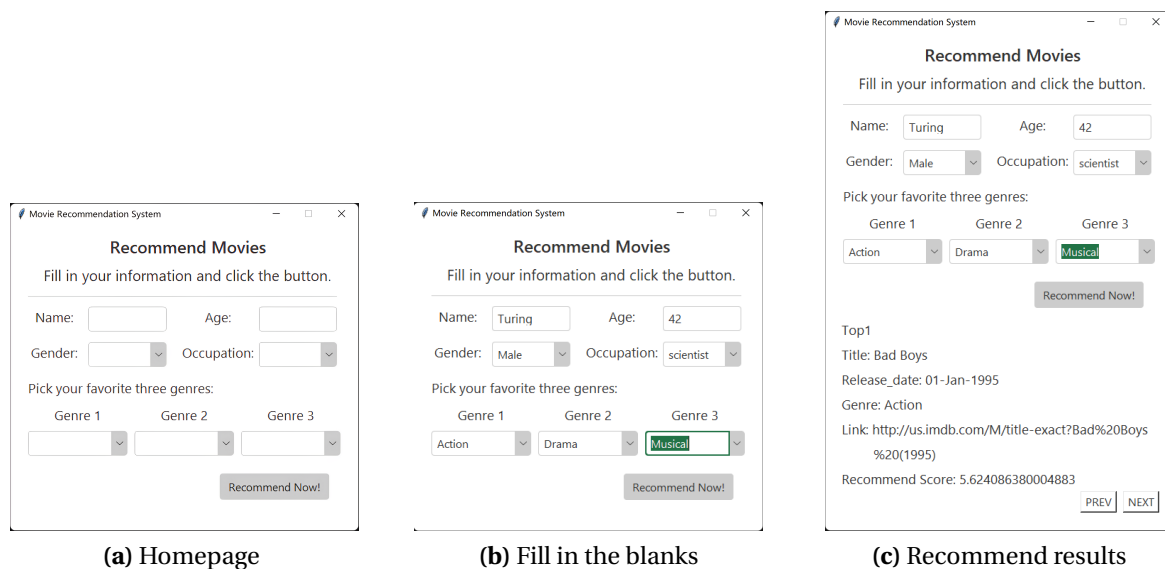 Movie Recommendation System
Recommend Movies
Fill in your information and click the button.
Name:
Age:
Gender:
Occupation:
Pick your favorite three genres:
Genre 1 Genre 2 Genre 3
Recommend Now!
(a) Homepage
Movie Recommendation System
Recommend Movies
Fill in your information and click the button.
Name: Turing Age: 42
Gender: Male Occupation: scientist
Pick your favorite three genres:
Genre 1 Genre 2 Genre 3
Action Drama Musical
Recommend Now!
(b) Fill in the blanks
Movie Recommendation System
Recommend Movies
Fill in your information and click the button.
Name: Turing Age: 42
Gender: Male Occupation: scientist
Pick your favorite three genres:
Genre 1 Genre 2 Genre 3
Action Drama Musical
Recommend Now!
Top1
Title: Bad Boys
Release_date: 01-Jan-1995
Genre: Action
Link: http://us.imdb.com/M/title-exact?Bad%20Boys
%20(1995)
Recommend Score: 5.624086380004883
PREV NEXT
(c) Recommend results